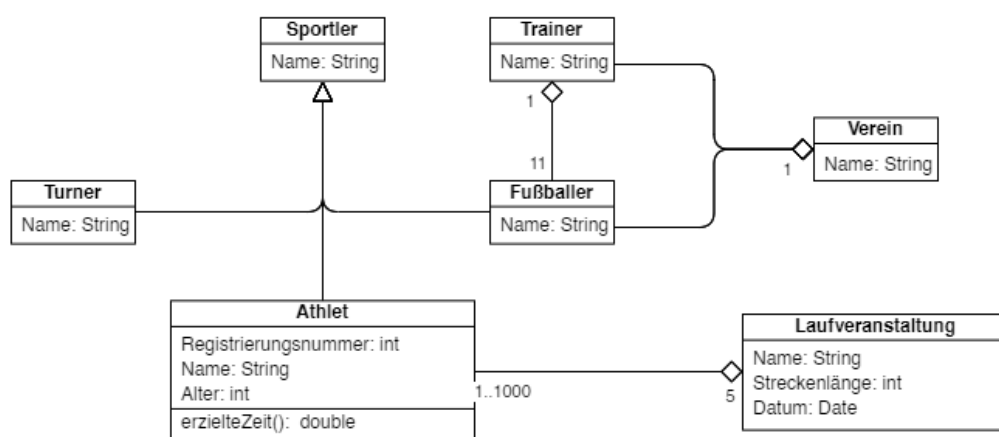 Sportler
Name: String
Trainer
Name: String
1
11
Verein
Name: String
1
Turner
Name: String
Fußballer
Name: String
Athlet
Registrierungsnummer: int
Name: String
Alter: int
erzielteZeit():  double
1..1000
5
Laufveranstaltung
Name: String
Streckenlänge: int
Datum: Date